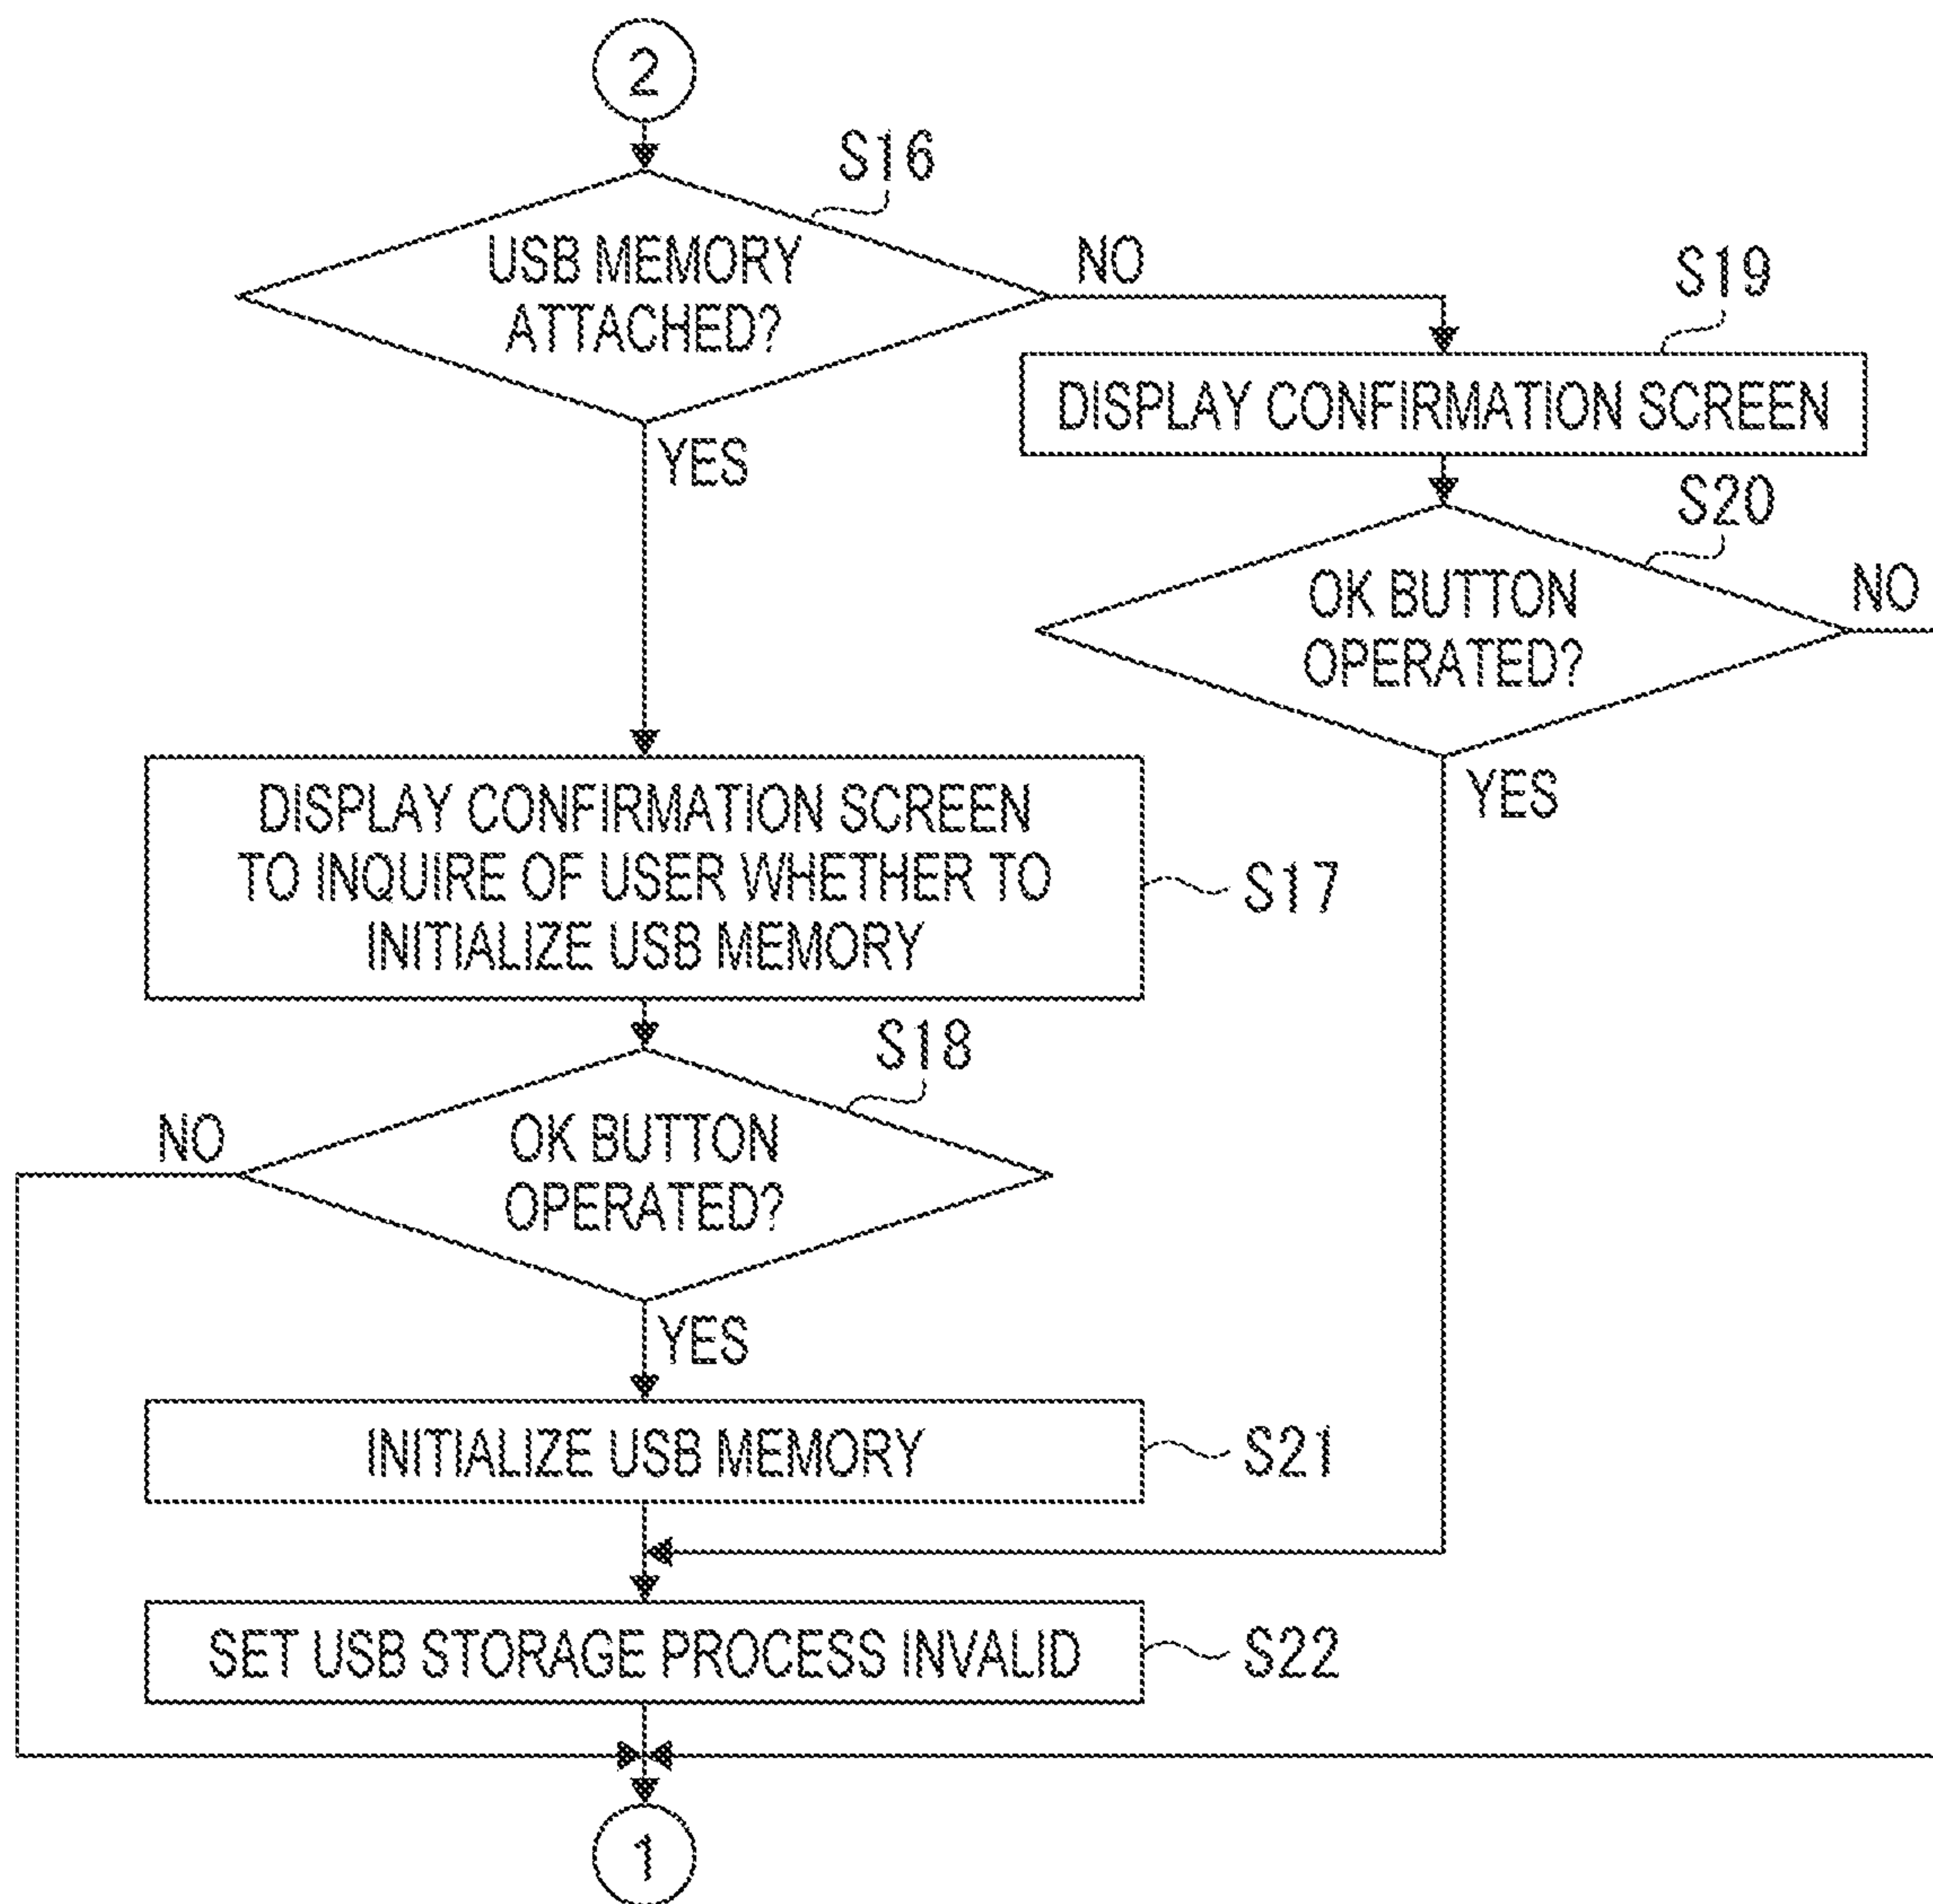 2
S16
USB MEMORY
ATTACHED?
NO
YES
S19
DISPLAY CONFIRMATION SCREEN
S20
OK BUTTON
OPERATED?
NO
YES
DISPLAY CONFIRMATION SCREEN
TO INQUIRE OF USER WHETHER TO
INITIALIZE USB MEMORY
S17
S18
OK BUTTON
OPERATED?
NO
YES
INITIALIZE USB MEMORY
S21
SET USB STORAGE PROCESS INVALID
S22
1